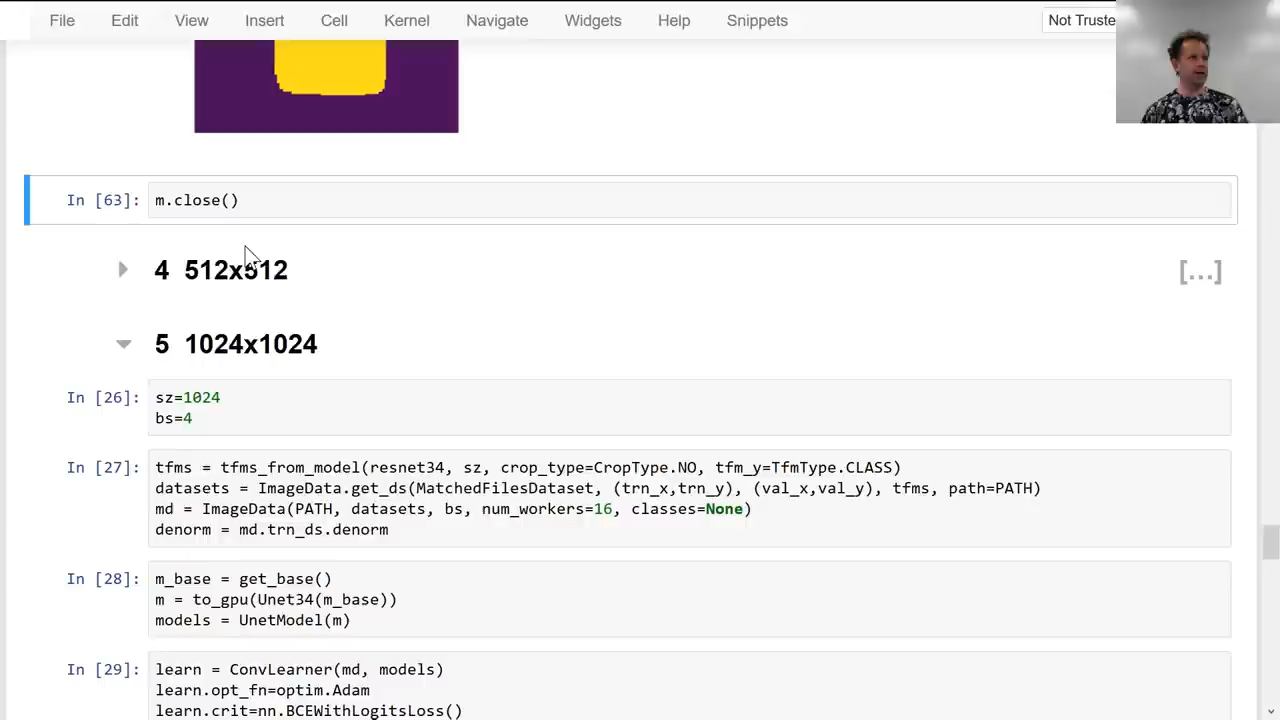 File Edit View Insert Cell Kernel Navigate Widgets Help Snippets Not Truste
In [63]: m.close()
4 512x512 [...]
5 1024x1024
In [26]: sz=1024
bs=4
In [27]: tfms = tfms_from_model(resnet34, sz, crop_type=CropType.NO, tfm_y=TfmType.CLASS)
datasets = ImageData.get_ds(MatchedFilesDataset, (trn_x,trn_y), (val_x,val_y), tfms, path=PATH)
md = ImageData(PATH, datasets, bs, num_workers=16, classes=None)
denorm = md.trn_ds.denorm
In [28]: m_base = get_base()
m = to_gpu(Unet34(m_base))
models = UnetModel(m)
In [29]: learn = ConvLearner(md, models)
learn.opt_fn=optim.Adam
learn.crit=nn.BCEWithLogitsLoss()